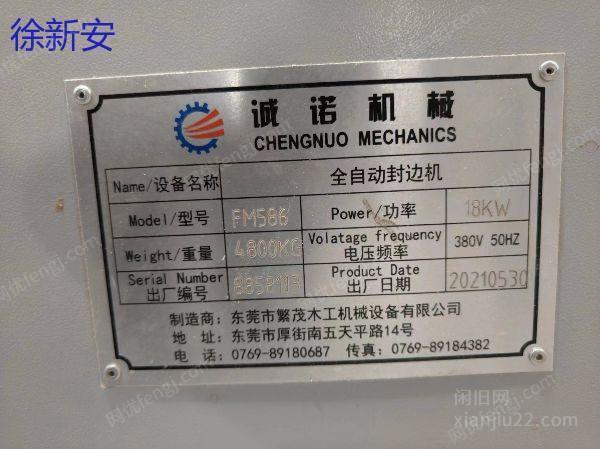 徐新安
诚诺机械
CHENGNUO MECHANICS
Name/设备名称 全自动封边机
Model/型号 FM586 Power/功率 18KW
Weight/重量 4800KG Volatage frequency 电压频率 380V 50HZ
Serial Number 出厂编号 Product Date 出厂日期 20210530
制造商：东莞市繁茂木工机械设备有限公司
地 址：东莞市厚街南五天平路14号
电 话：0769-89180687 传真：0769-89184382
闲旧网
xianjiu22.com